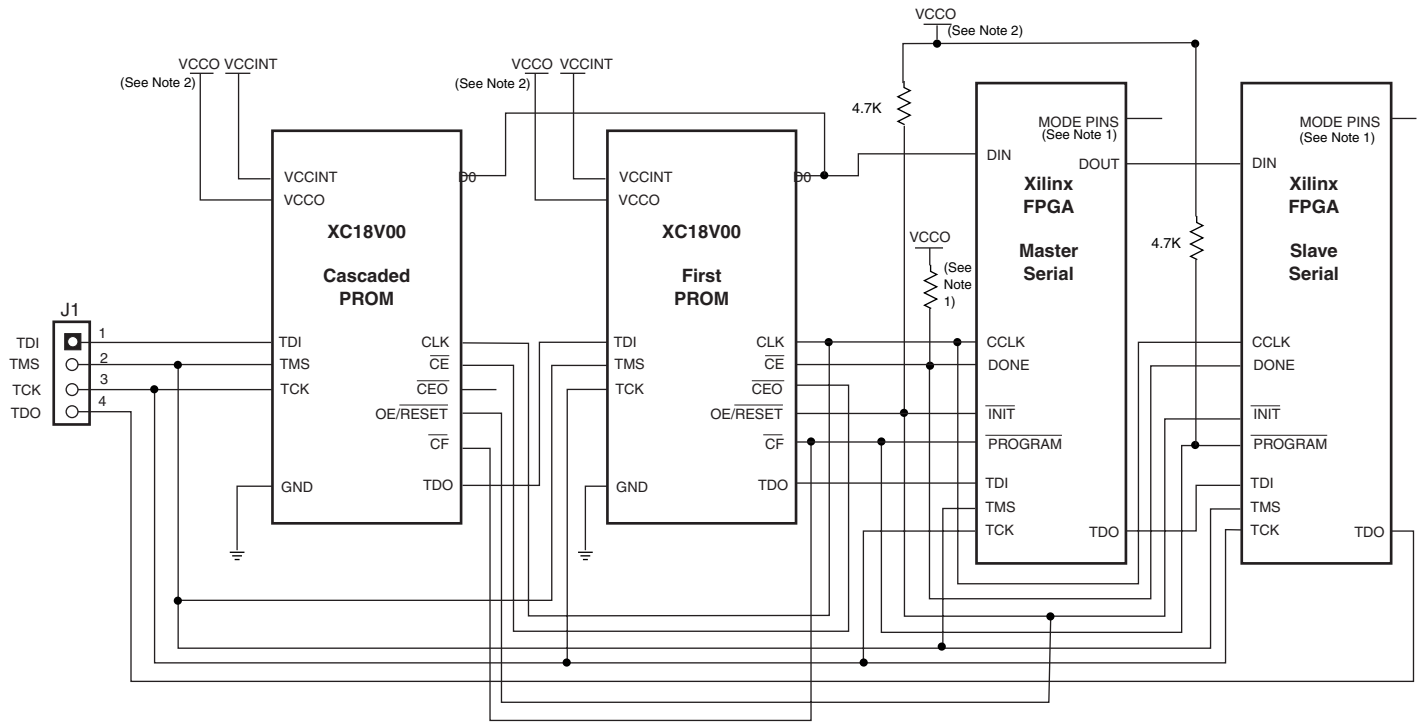 VCCO
(See Note 2)
VCCO VCCINT
(See Note 2)
VCCO VCCINT
(See Note 2)
4.7K
MODE PINS
(See Note 1)
DIN
DOUT
Xilinx
FPGA
Master
Serial
CCLK
DONE
INIT
PROGRAM
TDI
TMS
TCK
TDO
MODE PINS
(See Note 1)
DIN
Xilinx
FPGA
Slave
Serial
CCLK
DONE
INIT
PROGRAM
TDI
TMS
TCK
TDO
4.7K
VCCO
(See
Note
1)
VCCINT
VCCO
D0
XC18V00
Cascaded
PROM
TDI
TMS
TCK
GND
CLK
CE
CEO
OE/RESET
CF
TDO
VCCINT
VCCO
D0
XC18V00
First
PROM
TDI
TMS
TCK
GND
CLK
CE
CEO
OE/RESET
CF
TDO
J1
TDI 1
TMS 2
TCK 3
TDO 4